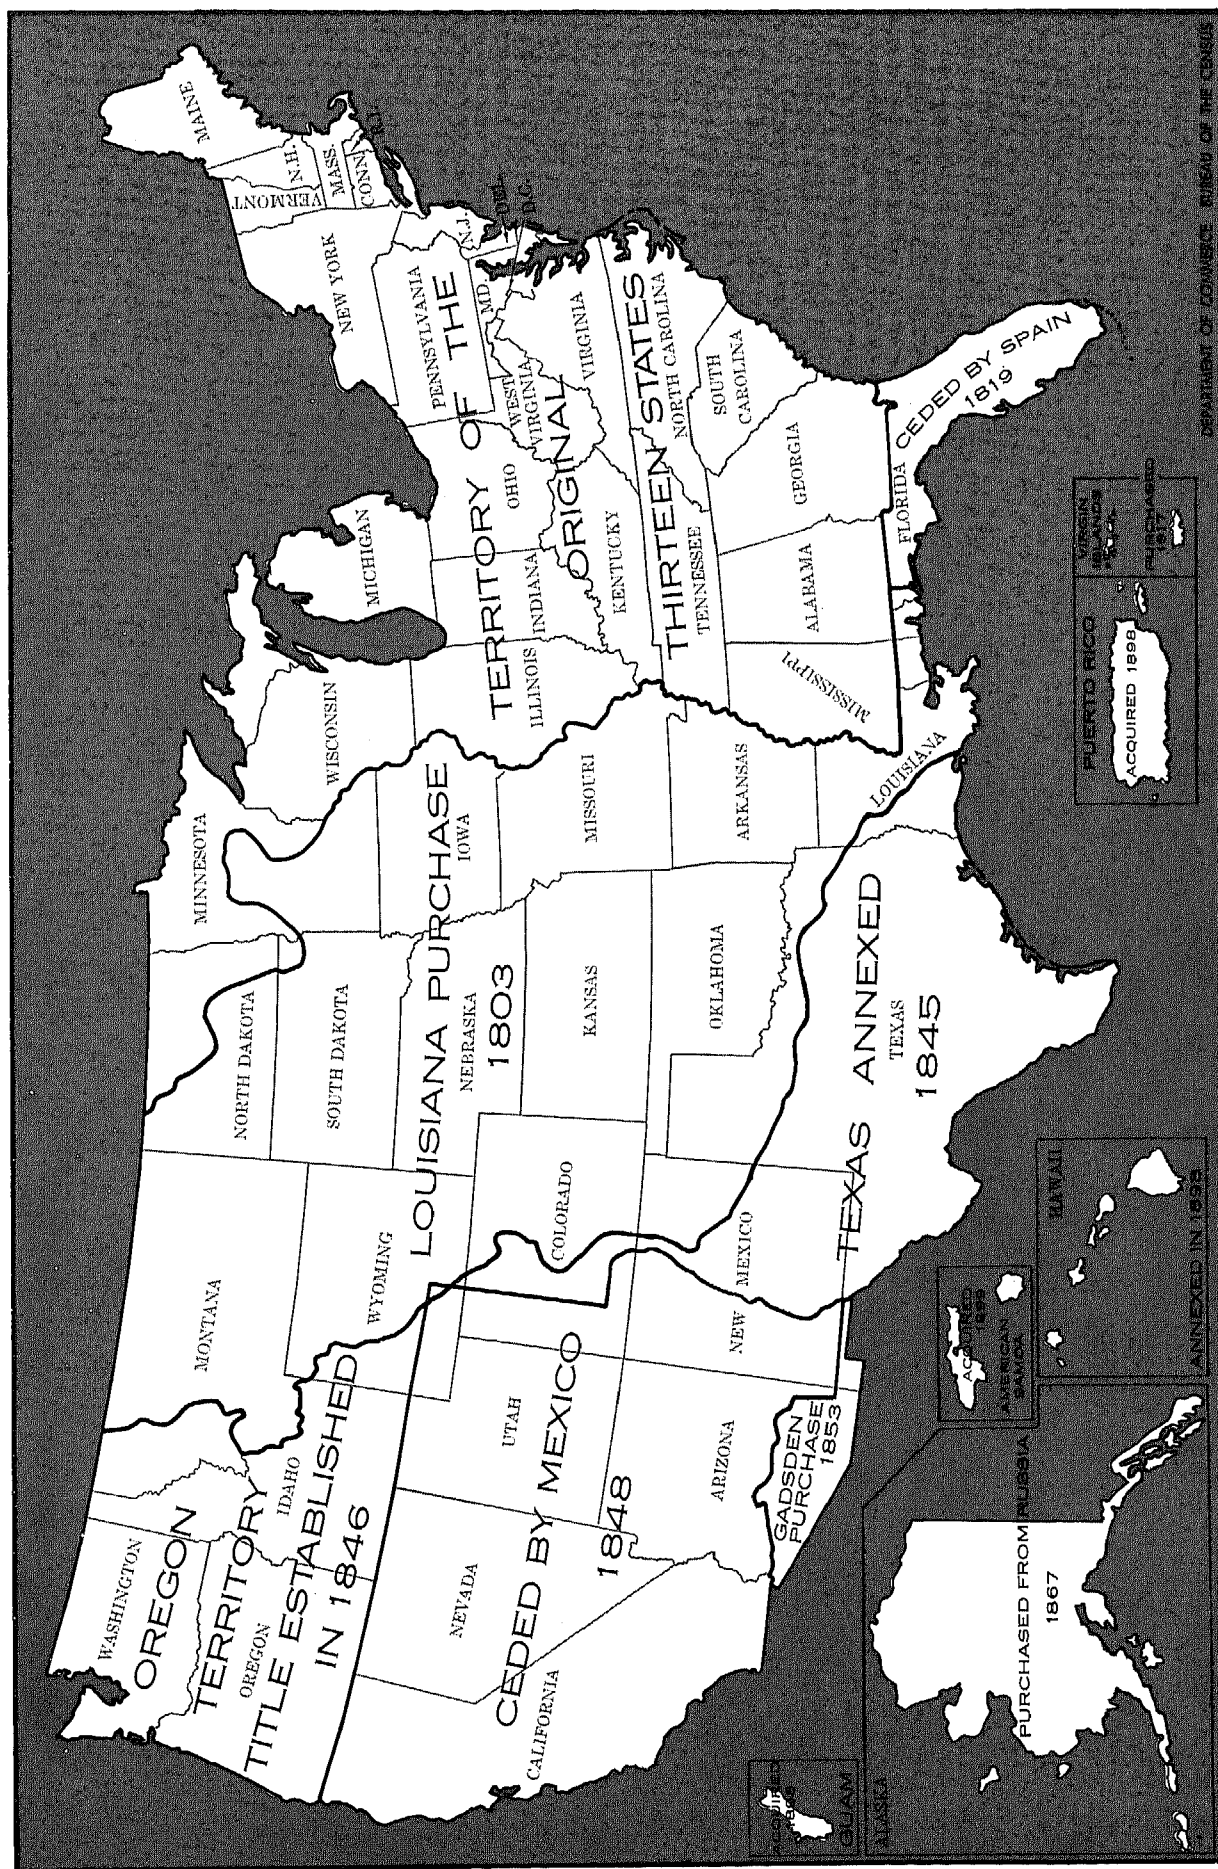 WASHINGTON
OREGON
TERRITORY
OREGON
TITLE ESTABLISHED
IN 1846
IDAHO
MONTANA
WYOMING
NORTH DAKOTA
SOUTH DAKOTA
MINNESOTA
WISCONSIN
MICHIGAN
LOUISIANA PURCHASE
1803
NEBRASKA
IOWA
NEVADA
UTAH
COLORADO
KANSAS
MISSOURI
CALIFORNIA
CEDED BY MEXICO
1848
ARIZONA
NEW
MEXICO
OKLAHOMA
ARKANSAS
GADSDEN
PURCHASE
1853
TEXAS ANNEXED
TEXAS
1845
LOUISIANA
MAINE
VERMONT
N.H.
MASS.
CONN.
R.I.
NEW YORK
PENNSYLVANIA
N.J.
DEL.
MD.
D.C.
TERRITORY OF THE
ORIGINAL
THIRTEEN STATES
ILLINOIS
INDIANA
OHIO
WEST
VIRGINIA
VIRGINIA
KENTUCKY
TENNESSEE
NORTH CAROLINA
SOUTH
CAROLINA
MISSISSIPPI
ALABAMA
GEORGIA
FLORIDA
CEDED BY SPAIN
1819
GUAM
ACQUIRED
ALASKA
PURCHASED FROM RUSSIA
1867
ACQUIRED
AMERICAN
SAMOA
HAWAII
ANNEXED IN 1898
PUERTO RICO
ACQUIRED 1898
VIRGIN
ISLANDS
PURCHASED
DEPARTMENT OF COMMERCE BUREAU OF THE CENSUS